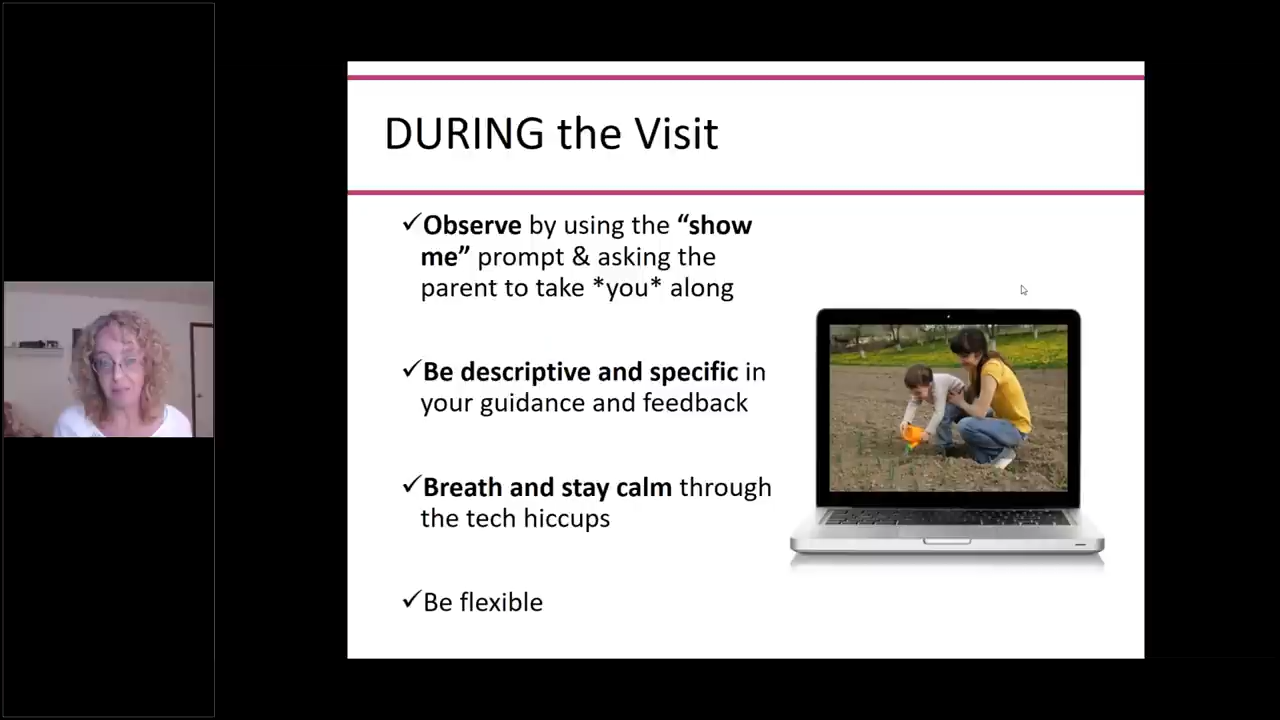 DURING the Visit
✓Observe by using the “show
me” prompt & asking the
parent to take *you* along
✓Be descriptive and specific in
your guidance and feedback
✓Breath and stay calm through
the tech hiccups
✓Be flexible